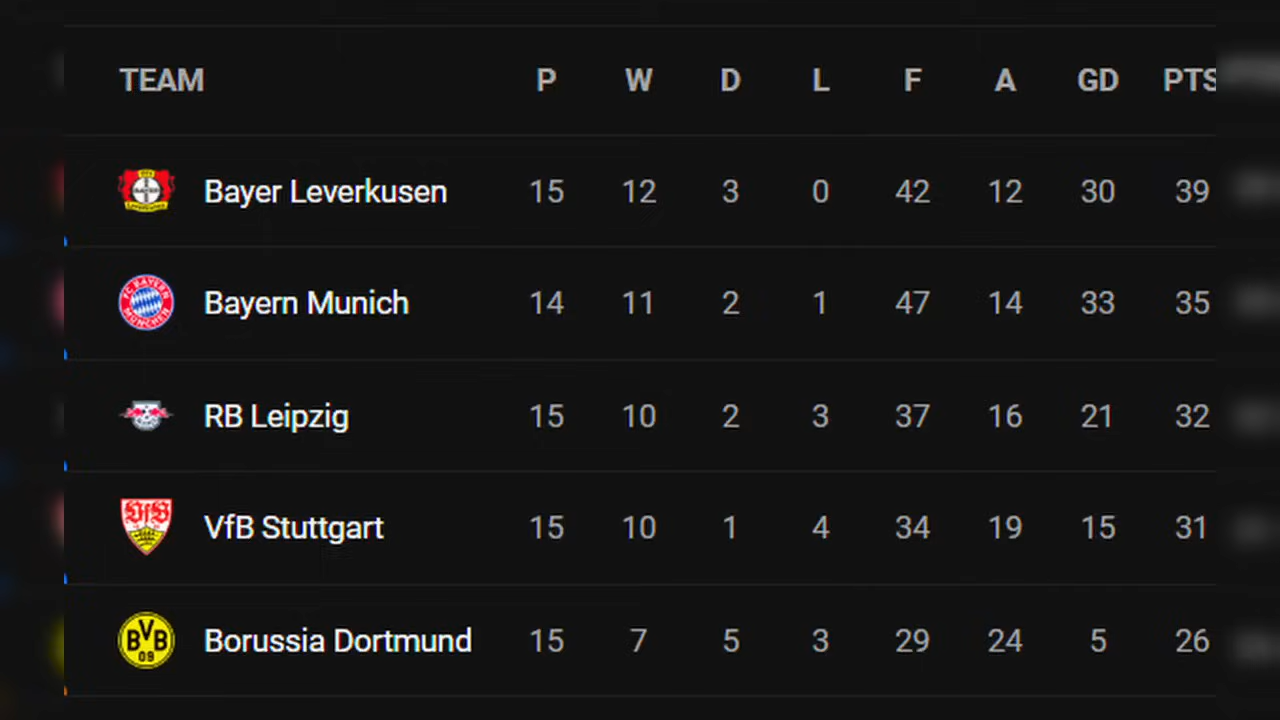 TEAM P W D L F A GD PTS
Bayer Leverkusen 15 12 3 0 42 12 30 39
Bayern Munich 14 11 2 1 47 14 33 35
RB Leipzig 15 10 2 3 37 16 21 32
VfB Stuttgart 15 10 1 4 34 19 15 31
BVB 09 Borussia Dortmund 15 7 5 3 29 24 5 26